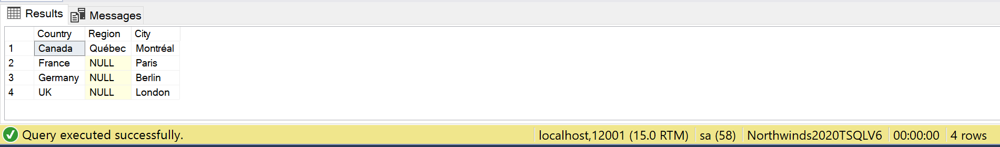 Results Messages
Country Region City
1 Canada Québec Montréal
2 France NULL Paris
3 Germany NULL Berlin
4 UK NULL London
Query executed successfully. localhost,12001 (15.0 RTM) sa (58) Northwinds2020TSQLV6 00:00:00 4 rows